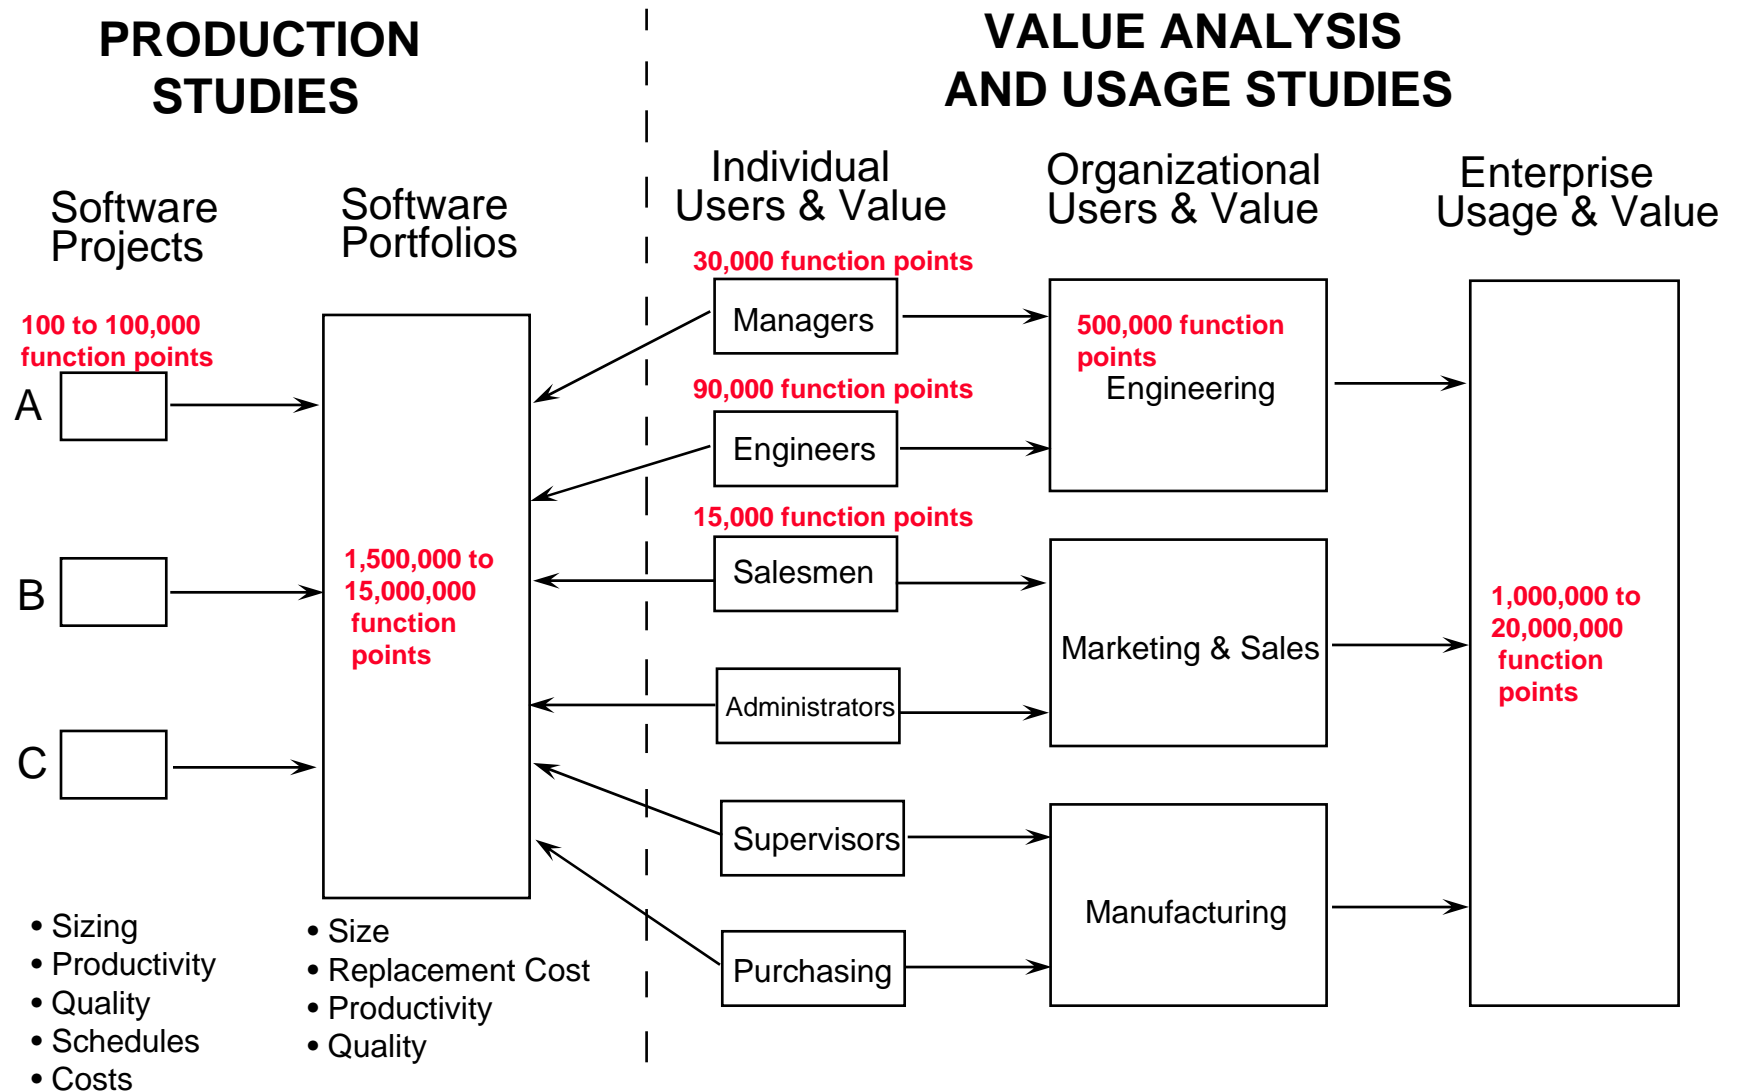 PRODUCTION
STUDIES
VALUE ANALYSIS
AND USAGE STUDIES
Software
Projects
Software
Portfolios
Individual
Users & Value
Organizational
Users & Value
Enterprise
Usage & Value
100 to 100,000
function points
A
B
C
1,500,000 to
15,000,000
function
points
30,000 function points
Managers
90,000 function points
Engineers
15,000 function points
Salesmen
Administrators
Supervisors
Purchasing
500,000 function
points
Engineering
Marketing & Sales
Manufacturing
1,000,000 to
20,000,000
function
points
• Sizing
• Productivity
• Quality
• Schedules
• Costs
• Size
• Replacement Cost
• Productivity
• Quality